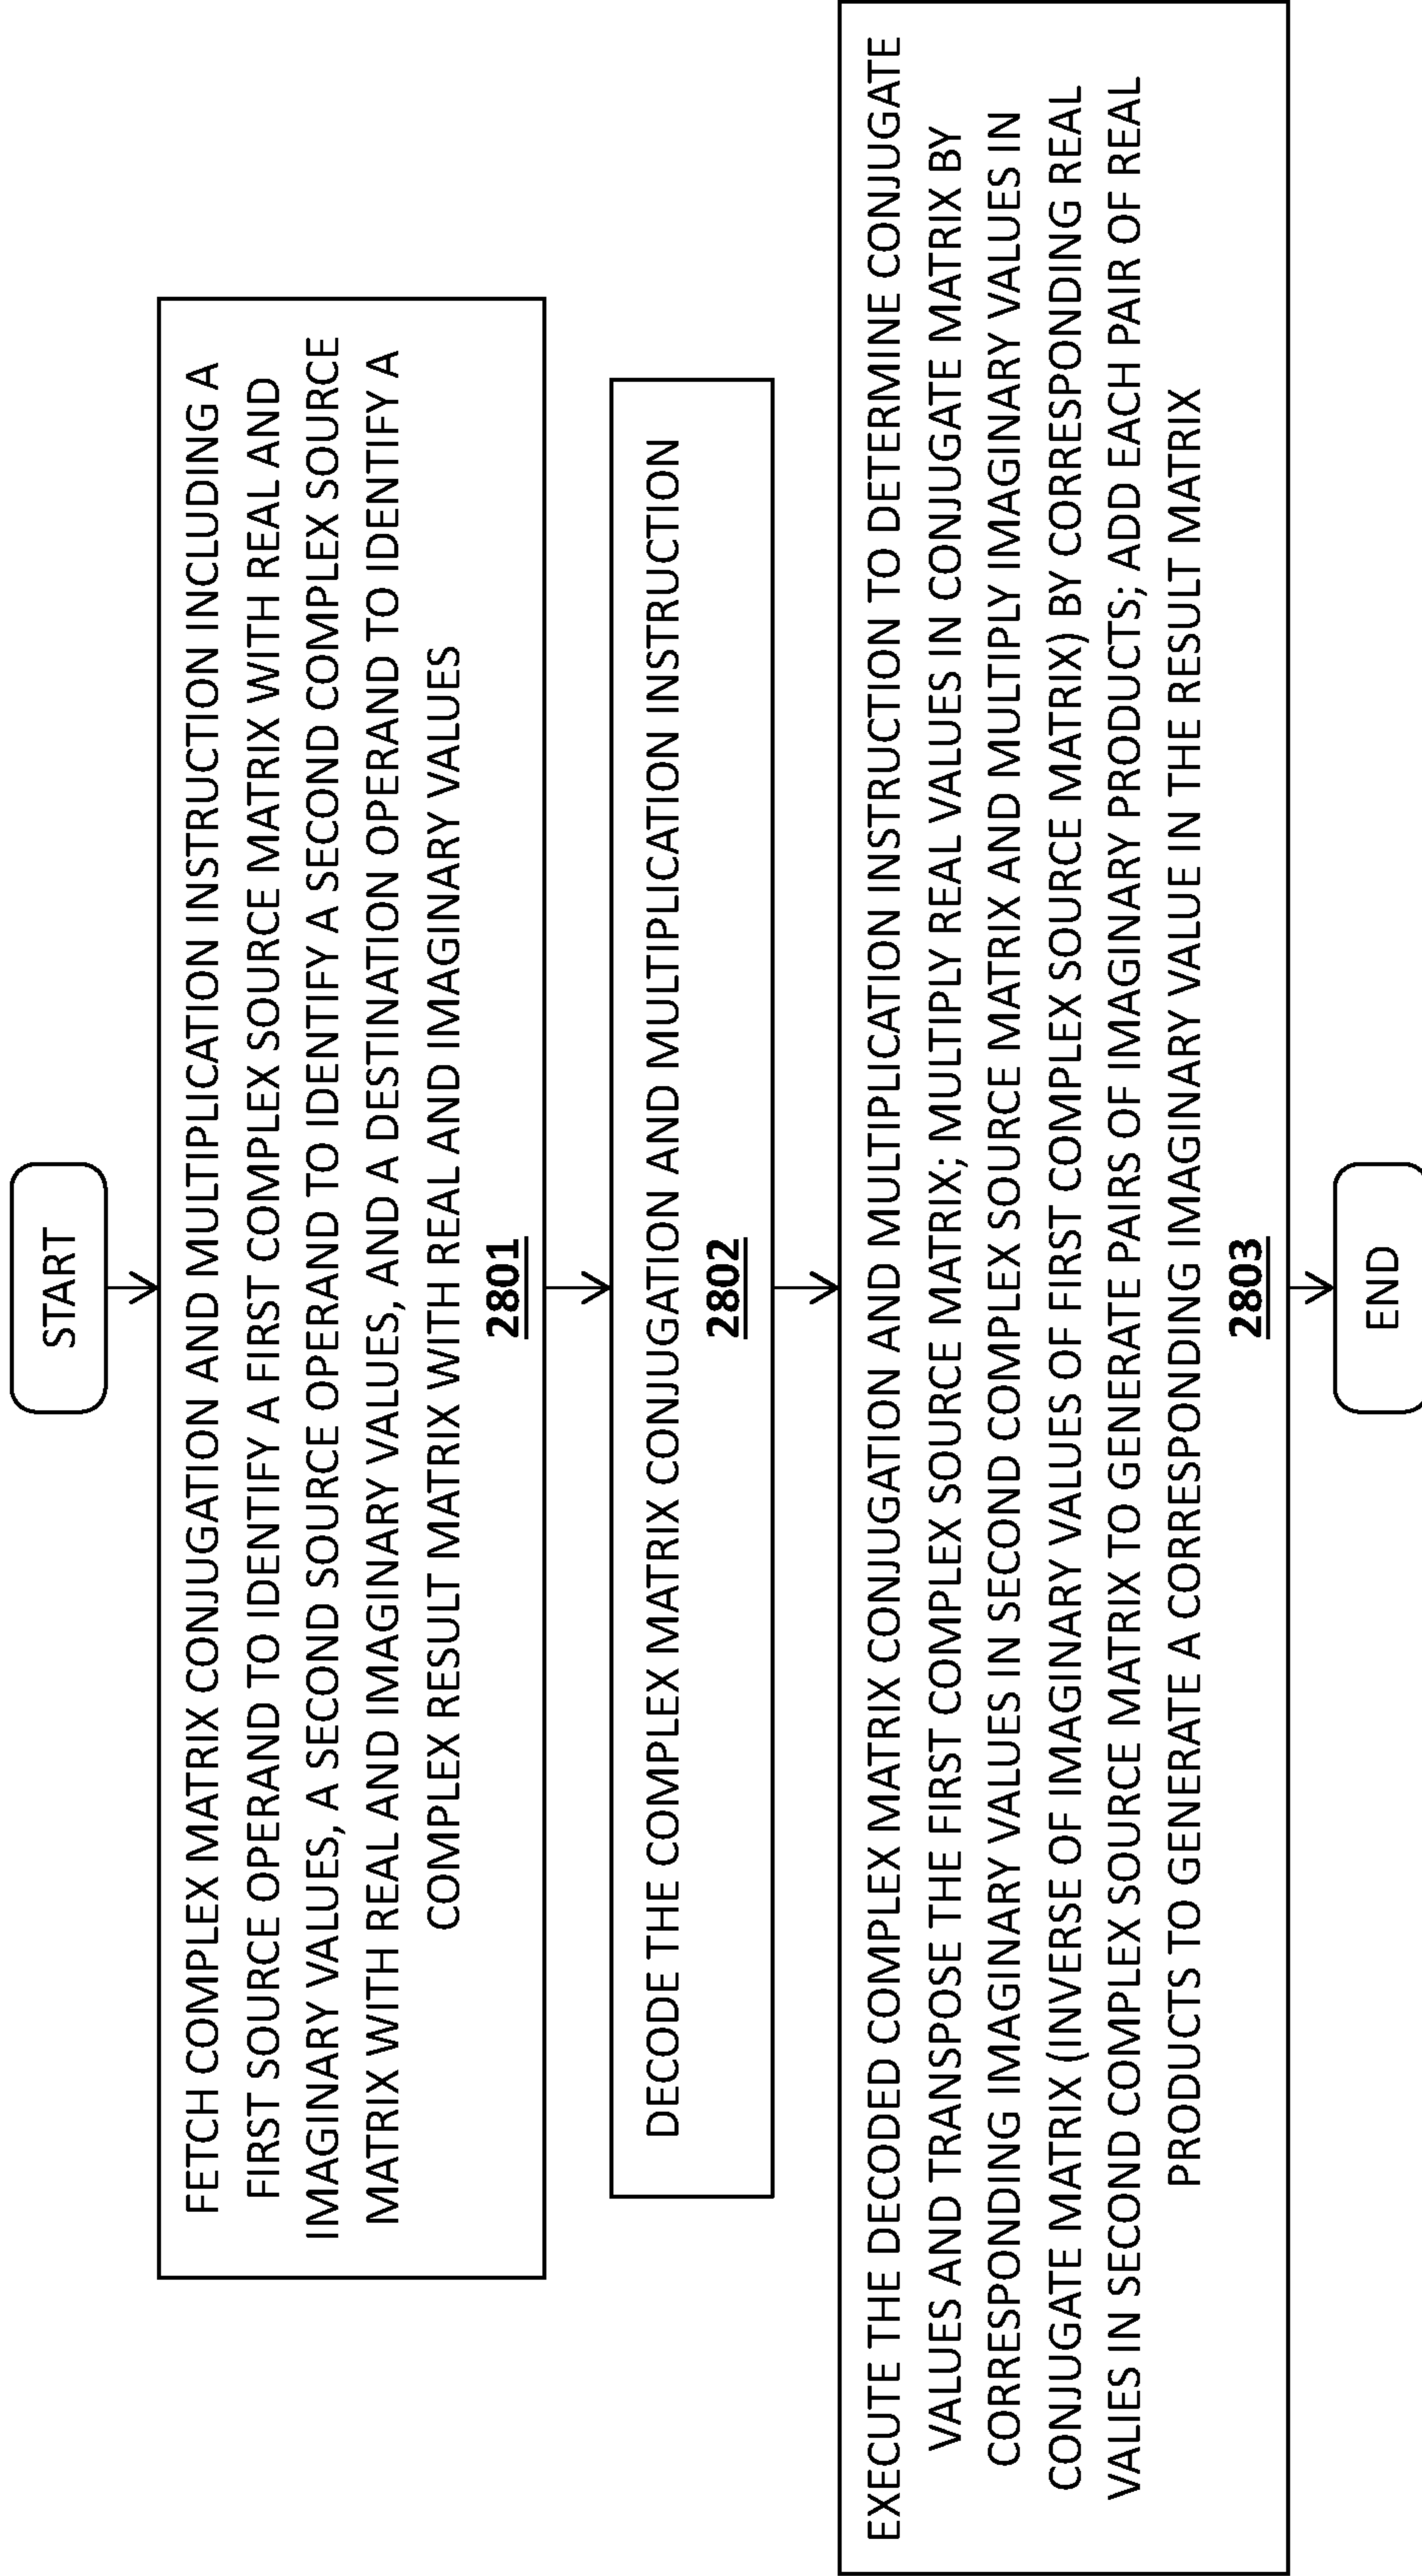 START
FETCH COMPLEX MATRIX CONJUGATION AND MULTIPLICATION INSTRUCTION INCLUDING A
FIRST SOURCE OPERAND TO IDENTIFY A FIRST COMPLEX SOURCE MATRIX WITH REAL AND
IMAGINARY VALUES, A SECOND SOURCE OPERAND TO IDENTIFY A SECOND COMPLEX SOURCE
MATRIX WITH REAL AND IMAGINARY VALUES, AND A DESTINATION OPERAND TO IDENTIFY A
COMPLEX RESULT MATRIX WITH REAL AND IMAGINARY VALUES
2801
DECODE THE COMPLEX MATRIX CONJUGATION AND MULTIPLICATION INSTRUCTION
2802
EXECUTE THE DECODED COMPLEX MATRIX CONJUGATION AND MULTIPLICATION INSTRUCTION TO DETERMINE CONJUGATE
VALUES AND TRANSPOSE THE FIRST COMPLEX SOURCE MATRIX; MULTIPLY REAL VALUES IN CONJUGATE MATRIX BY
CORRESPONDING IMAGINARY VALUES IN SECOND COMPLEX SOURCE MATRIX AND MULTIPLY IMAGINARY VALUES IN
CONJUGATE MATRIX (INVERSE OF IMAGINARY VALUES OF FIRST COMPLEX SOURCE MATRIX) BY CORRESPONDING REAL
VALIES IN SECOND COMPLEX SOURCE MATRIX TO GENERATE PAIRS OF IMAGINARY PRODUCTS; ADD EACH PAIR OF REAL
PRODUCTS TO GENERATE A CORRESPONDING IMAGINARY VALUE IN THE RESULT MATRIX
2803
END